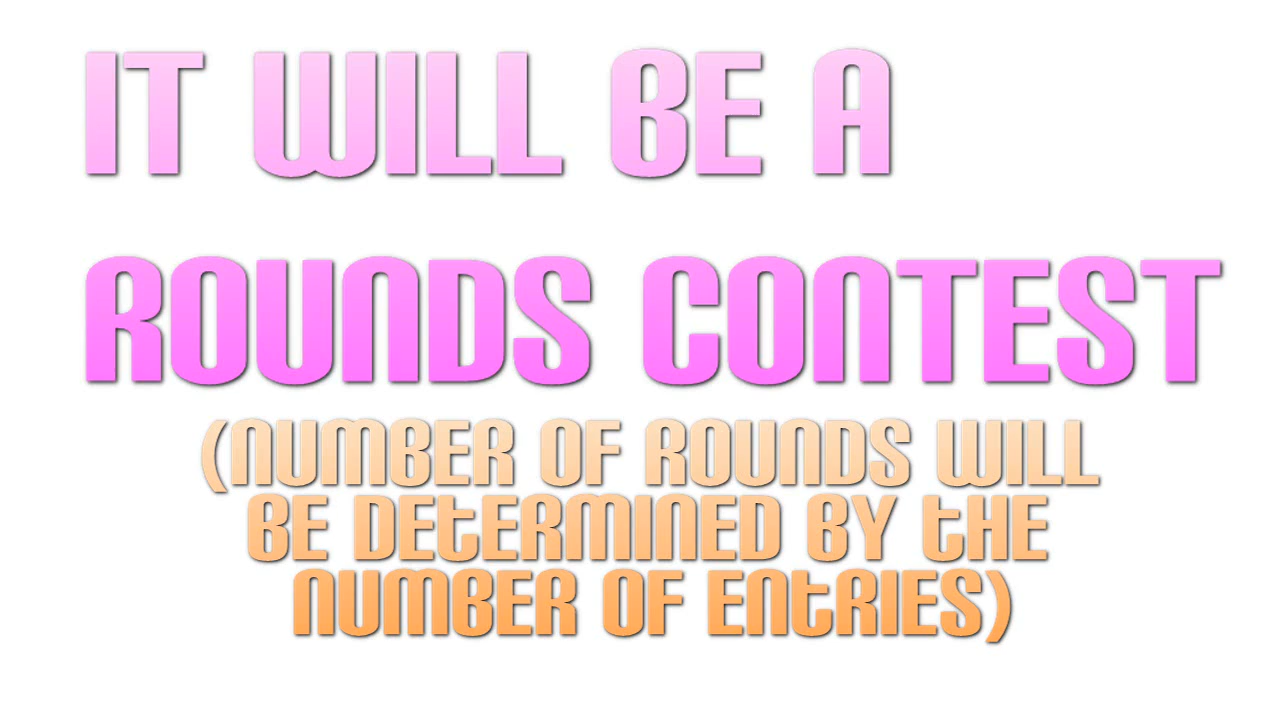 IT WILL BE A
ROUNDS CONTEST
(NUMBER OF ROUNDS WILL
BE DETERMINED BY THE
NUMBER OF ENTRIES)